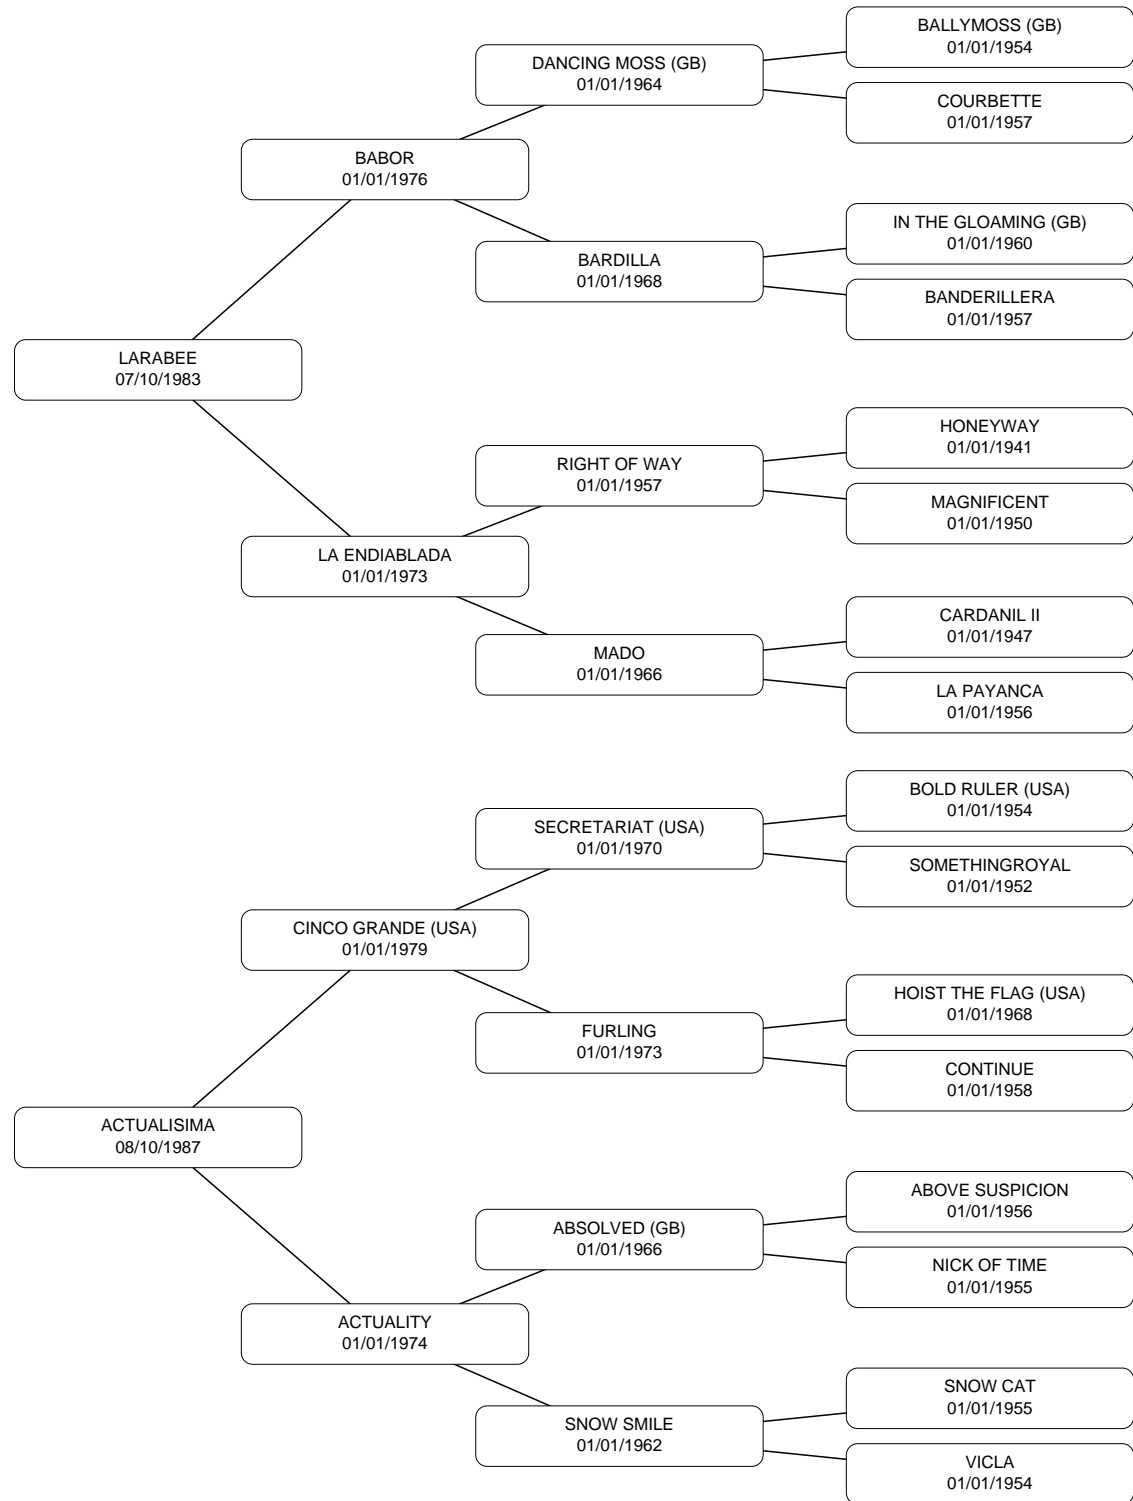 BALLYMOSS (GB)
01/01/1954
DANCING MOSS (GB)
01/01/1964
COURBETTE
01/01/1957
BABOR
01/01/1976
IN THE GLOAMING (GB)
01/01/1960
BARDILLA
01/01/1968
BANDERILLERA
01/01/1957
LARABEE
07/10/1983
HONEYWAY
01/01/1941
RIGHT OF WAY
01/01/1957
MAGNIFICENT
01/01/1950
LA ENDIABLADA
01/01/1973
CARDANIL II
01/01/1947
MADO
01/01/1966
LA PAYANCA
01/01/1956
BOLD RULER (USA)
01/01/1954
SECRETARIAT (USA)
01/01/1970
SOMETHINGROYAL
01/01/1952
CINCO GRANDE (USA)
01/01/1979
HOIST THE FLAG (USA)
01/01/1968
FURLING
01/01/1973
CONTINUE
01/01/1958
ACTUALISIMA
08/10/1987
ABOVE SUSPICION
01/01/1956
ABSOLVED (GB)
01/01/1966
NICK OF TIME
01/01/1955
ACTUALITY
01/01/1974
SNOW CAT
01/01/1955
SNOW SMILE
01/01/1962
VICLA
01/01/1954